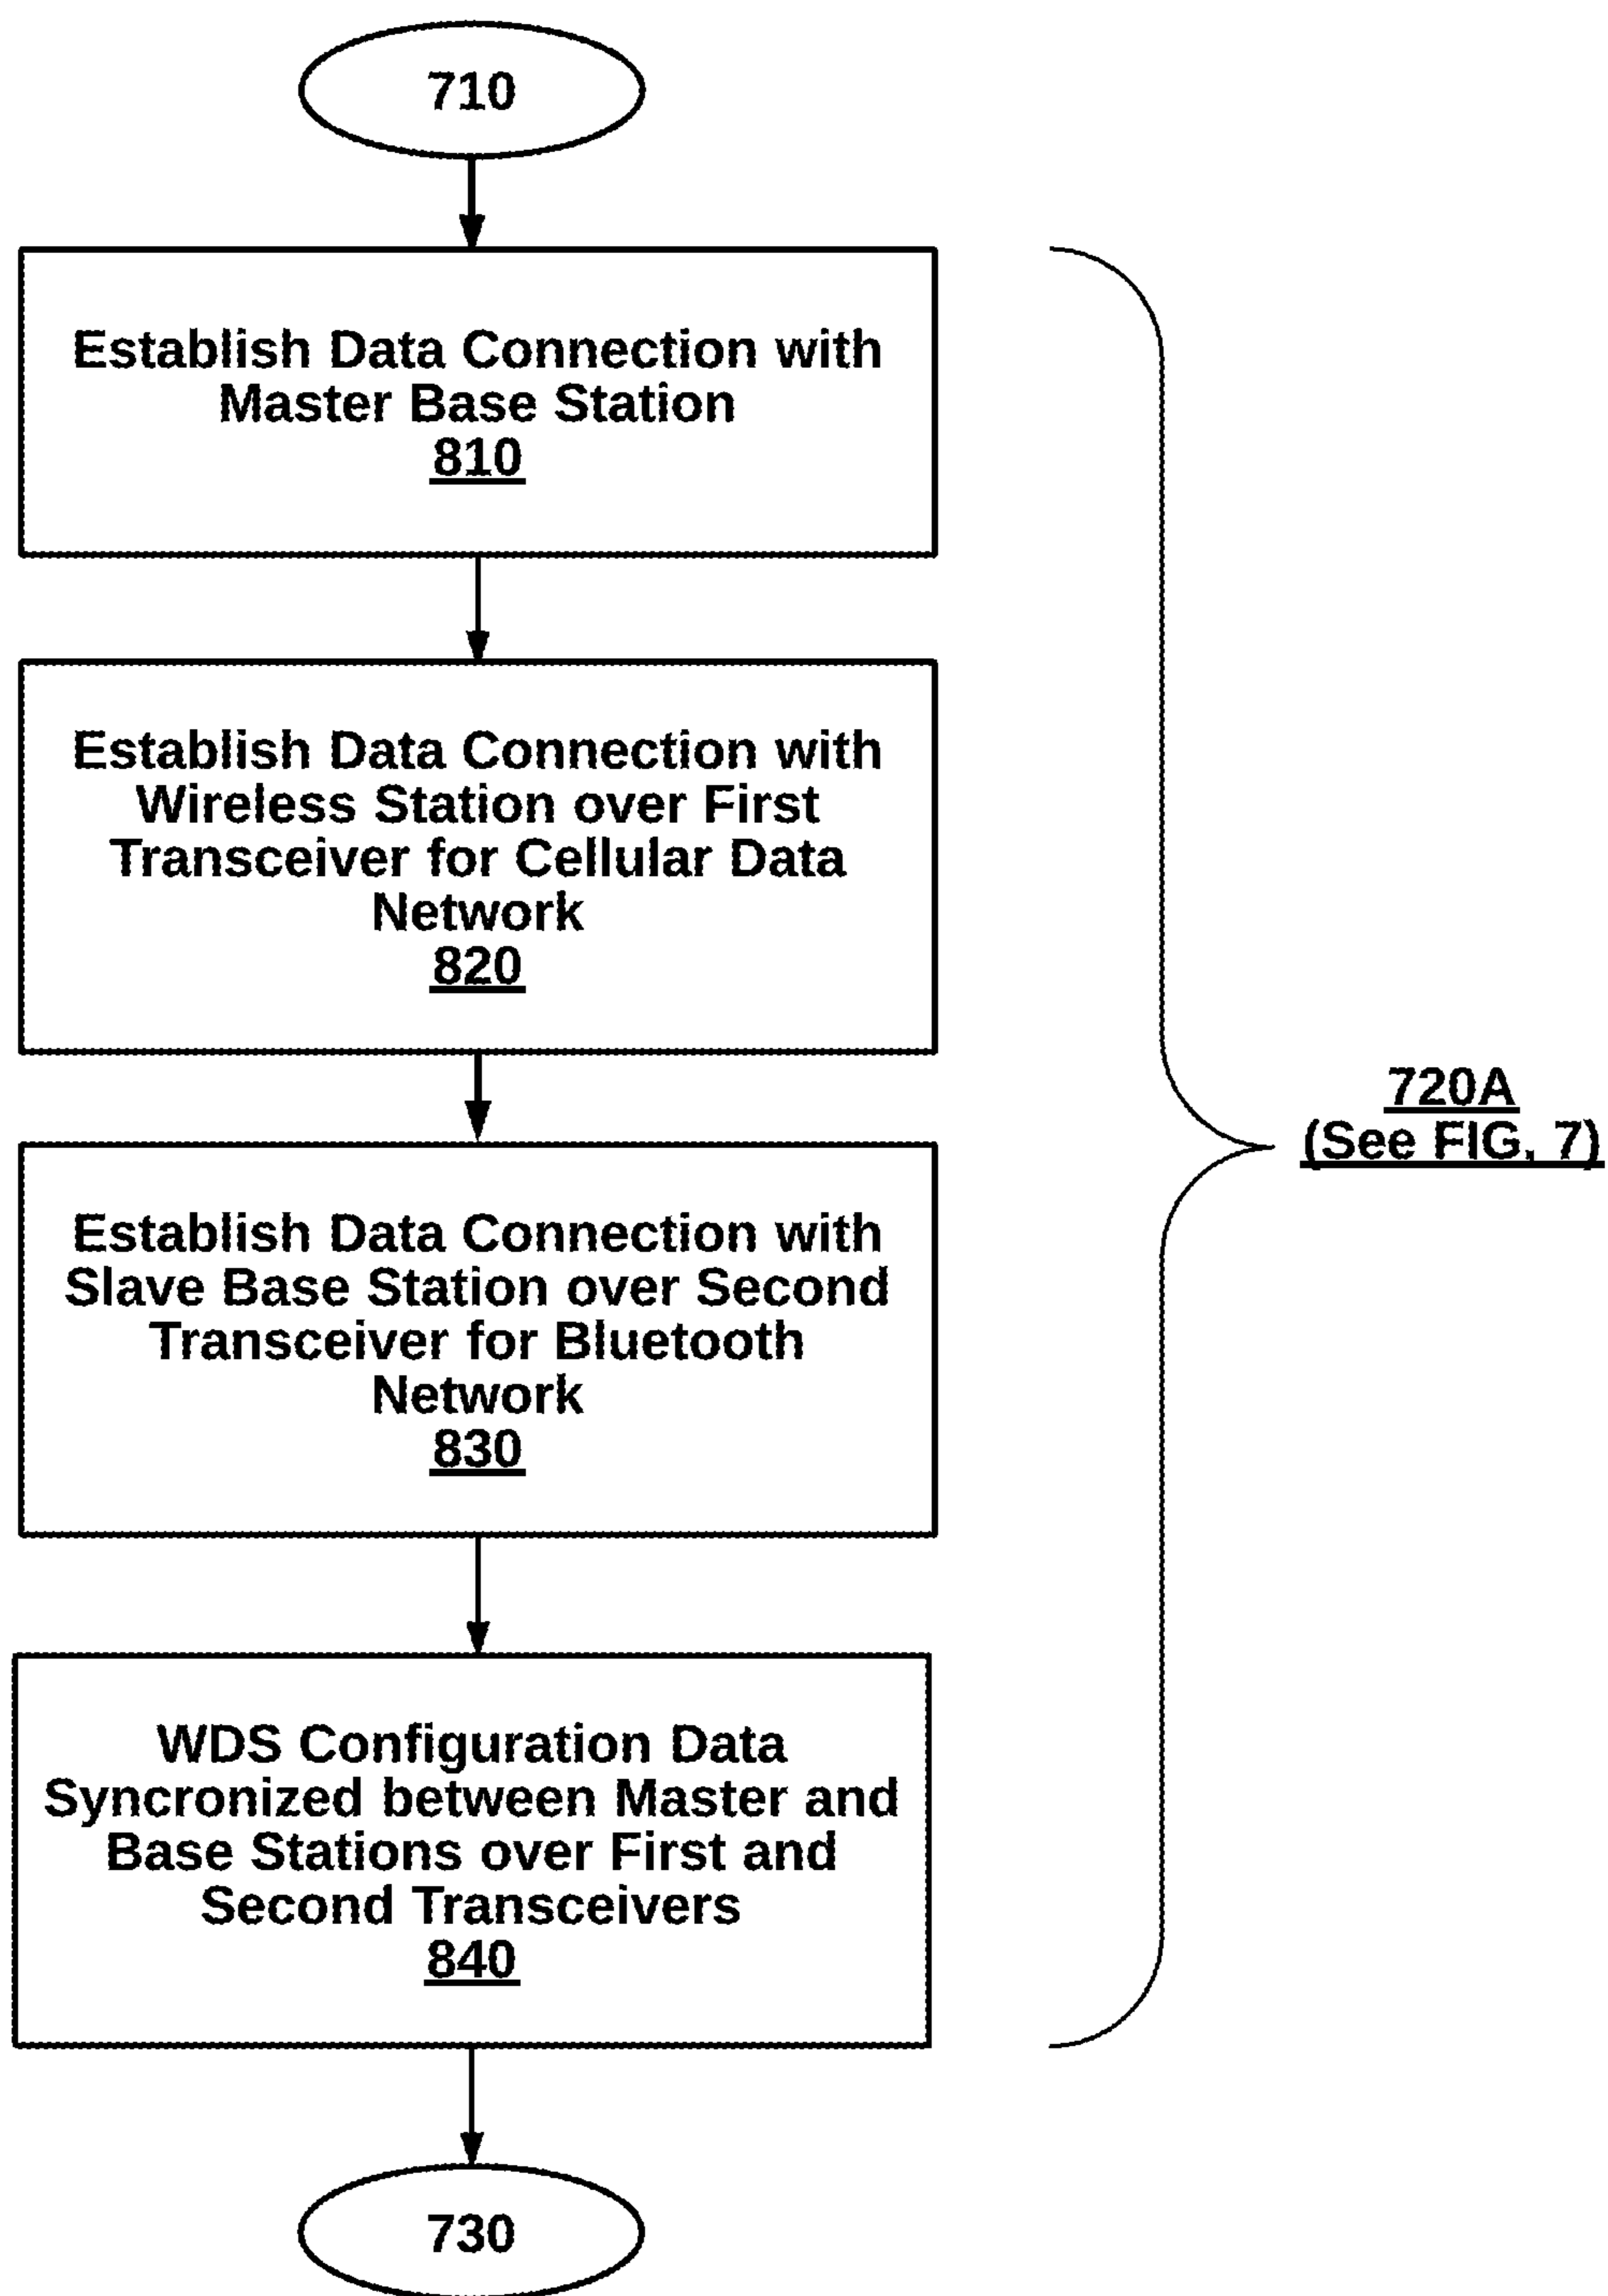 710
Establish Data Connection with
Master Base Station
810
Establish Data Connection with
Wireless Station over First
Transceiver for Cellular Data
Network
820
720A
(See FIG. 7)
Establish Data Connection with
Slave Base Station over Second
Transceiver for Bluetooth
Network
830
WDS Configuration Data
Syncronized between Master and
Base Stations over First and
Second Transceivers
840
730